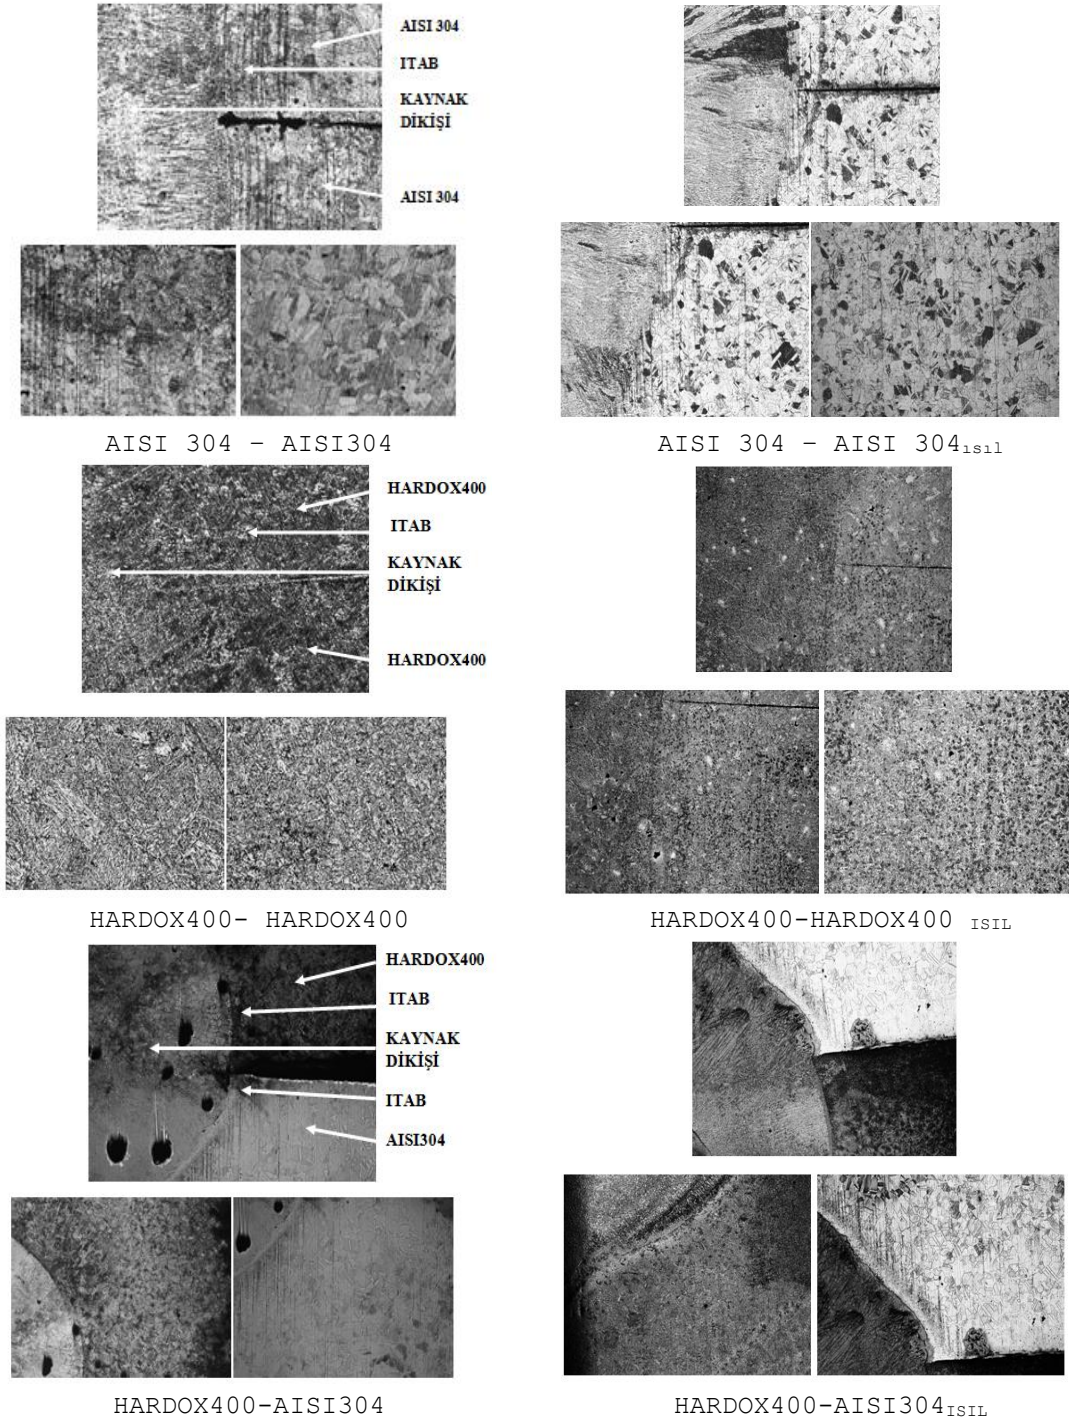 AISI 304
ITAB
KAYNAK
DİKİŞİ
AISI 304
AISI 304 – AISI304
AISI 304 – AISI 304ısıl
HARDOX400
ITAB
KAYNAK
DİKİŞİ
HARDOX400
HARDOX400- HARDOX400
HARDOX400-HARDOX400 ISIL
HARDOX400
ITAB
KAYNAK
DİKİŞİ
ITAB
AISI304
HARDOX400-AISI304
HARDOX400-AISI304ISIL